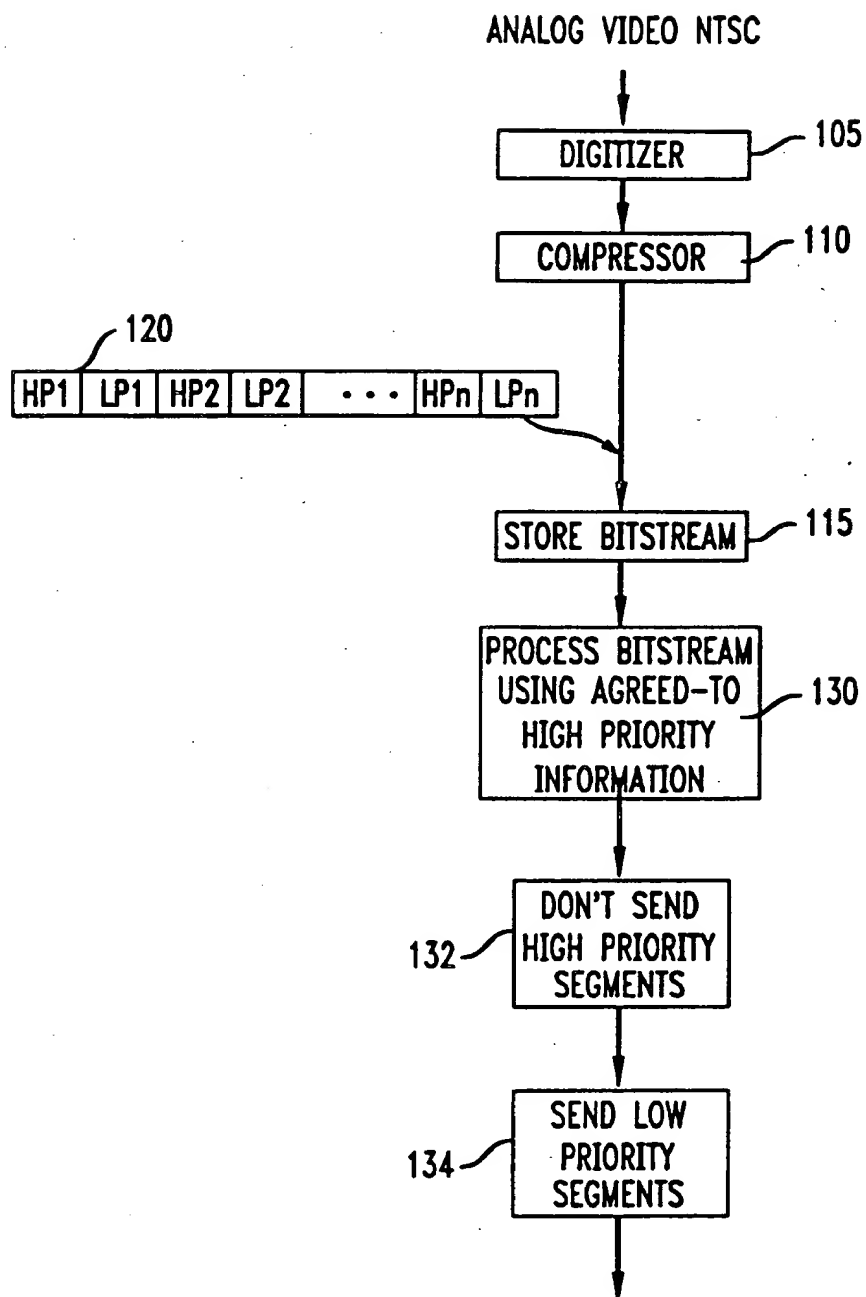 ANALOG VIDEO NTSC
DIGITIZER
105
COMPRESSOR
110
120
HP1 LP1 HP2 LP2 ••• HPn LPn
STORE BITSTREAM
115
PROCESS BITSTREAM
USING AGREED-TO
HIGH PRIORITY
INFORMATION
130
DON'T SEND
HIGH PRIORITY
SEGMENTS
132
SEND LOW
PRIORITY
SEGMENTS
134